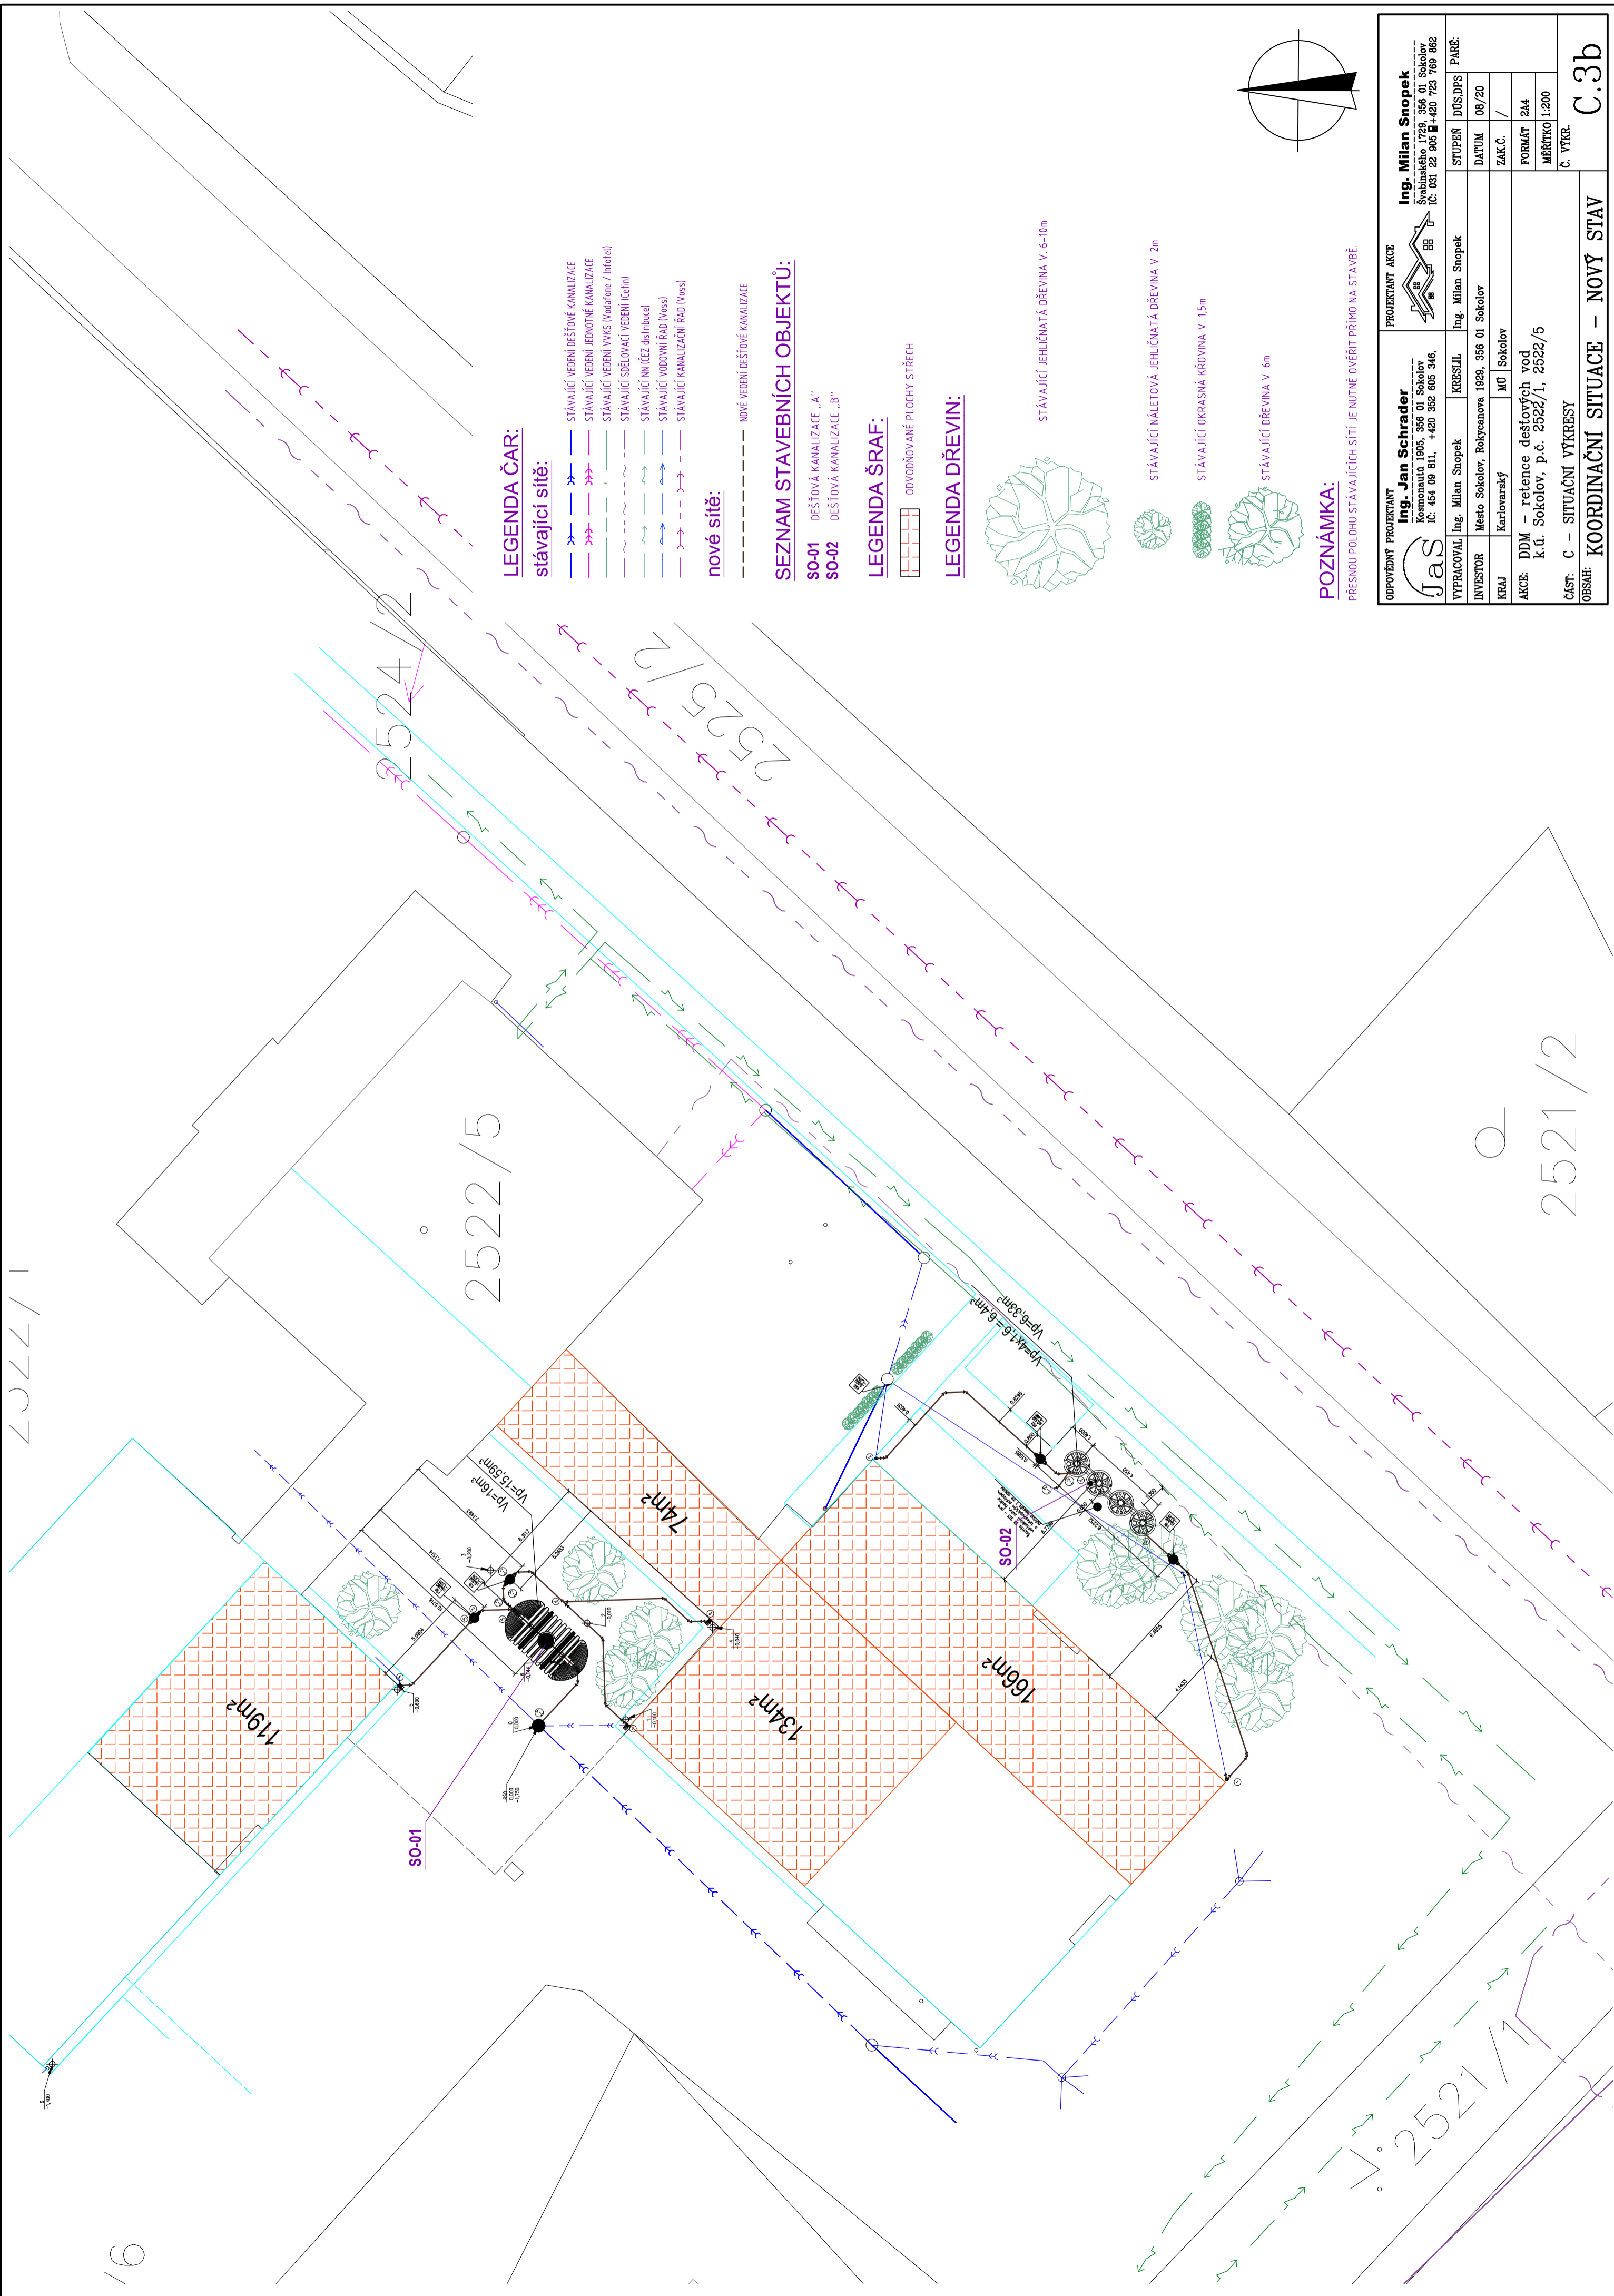 LEGENDA ČAR:
stávající sítě:
STÁVAJÍCÍ VEDENÍ DEŠŤOVÉ KANALIZACE
STÁVAJÍCÍ VEDENÍ JEDNOTNÉ KANALIZACE
STÁVAJÍCÍ VEDENÍ VVKS (Vodafone / Infotel)
STÁVAJÍCÍ SDĚLOVACÍ VEDENÍ (Cetin)
STÁVAJÍCÍ NN (ČEZ distribuce)
STÁVAJÍCÍ VODOVNÍ ŘAD (Voss)
STÁVAJÍCÍ KANALIZAČNÍ ŘAD (Voss)
nové sítě:
NOVÉ VEDENÍ DEŠŤOVÉ KANALIZACE
SEZNAM STAVEBNÍCH OBJEKTŮ:
SO-01 DEŠŤOVÁ KANALIZACE ,,A"
SO-02 DEŠŤOVÁ KANALIZACE ,,B"
LEGENDA ŠRAF:
ODVODŇOVANÉ PLOCHY STŘECH
LEGENDA DŘEVIN:
STÁVAJÍCÍ JEHLIČNATÁ DŘEVINA V. 6-10m
STÁVAJÍCÍ NÁLETOVÁ JEHLIČNATÁ DŘEVINA V. 2m
STÁVAJÍCÍ OKRASNÁ KŘOVINA V. 1,5m
STÁVAJÍCÍ DŘEVINA V. 6m
POZNÁMKA:
PŘESNOU POLOHU STÁVAJÍCÍCH SÍTÍ JE NUTNÉ OVĚŘIT PŘÍMO NA STAVBĚ.
ODPOVĚDNÝ PROJEKTANT
JaS
Ing. Jan Schrader
Kosmonautů 1905, 356 01 Sokolov
IČ: 454 09 811, +420 352 605 346,
PROJEKTANT AKCE
Ing. Milan Snopek
Švabinského 1729, 356 01 Sokolov
IČ: 031 22 905 +420 723 769 862
VYPRACOVAL Ing. Milan Snopek KRESLIL Ing. Milan Snopek STUPEŇ DÚS,DPS PARÉ:
INVESTOR Město Sokolov, Rokycanova 1929, 356 01 Sokolov DATUM 08/20
KRAJ Karlovarský MÚ Sokolov ZAK.Č. /
AKCE: DDM - retence dešťových vod
k.ú. Sokolov, p.č. 2522/1, 2522/5
FORMÁT 2A4
MĚŘÍTKO 1:200
ČÁST: C - SITUAČNÍ VÝKRESY
Č. VÝKR.
OBSAH: KOORDINAČNÍ SITUACE - NOVÝ STAV
C.3b
2524/2
2525/2
2522/1
2522/5
2521/2
2521/1
/6
119m²
74m²
134m²
166m²
SO-01
SO-02
Vp=16m³
Vp=15,59m³
Vp=4x1,6 = 6,4m³
Vp=6,33m³